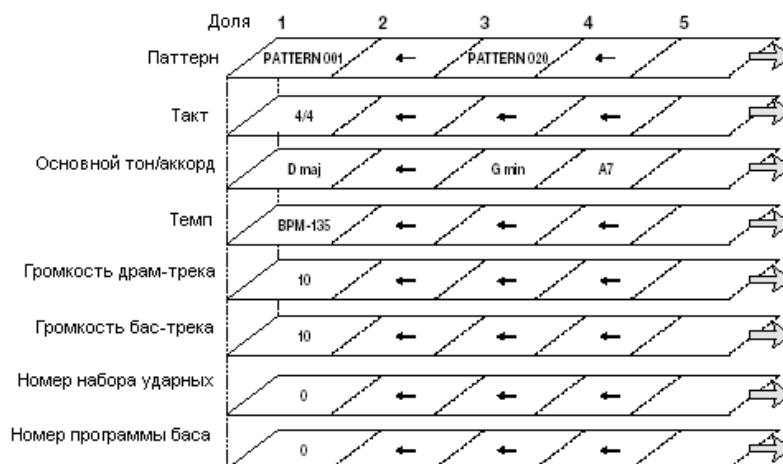 Доля 1 2 3 4 5
Паттерн PATTERN 001 ← PATTERN 020 ←
Такт 4/4 ← ← ←
Основной тон/аккорд D maj ← G min A7
Темп BPM-135 ← ← ←
Громкость драм-трека 10 ← ← ←
Громкость бас-трека 10 ← ← ←
Номер набора ударных 0 ← ← ←
Номер программы баса 0 ← ← ←